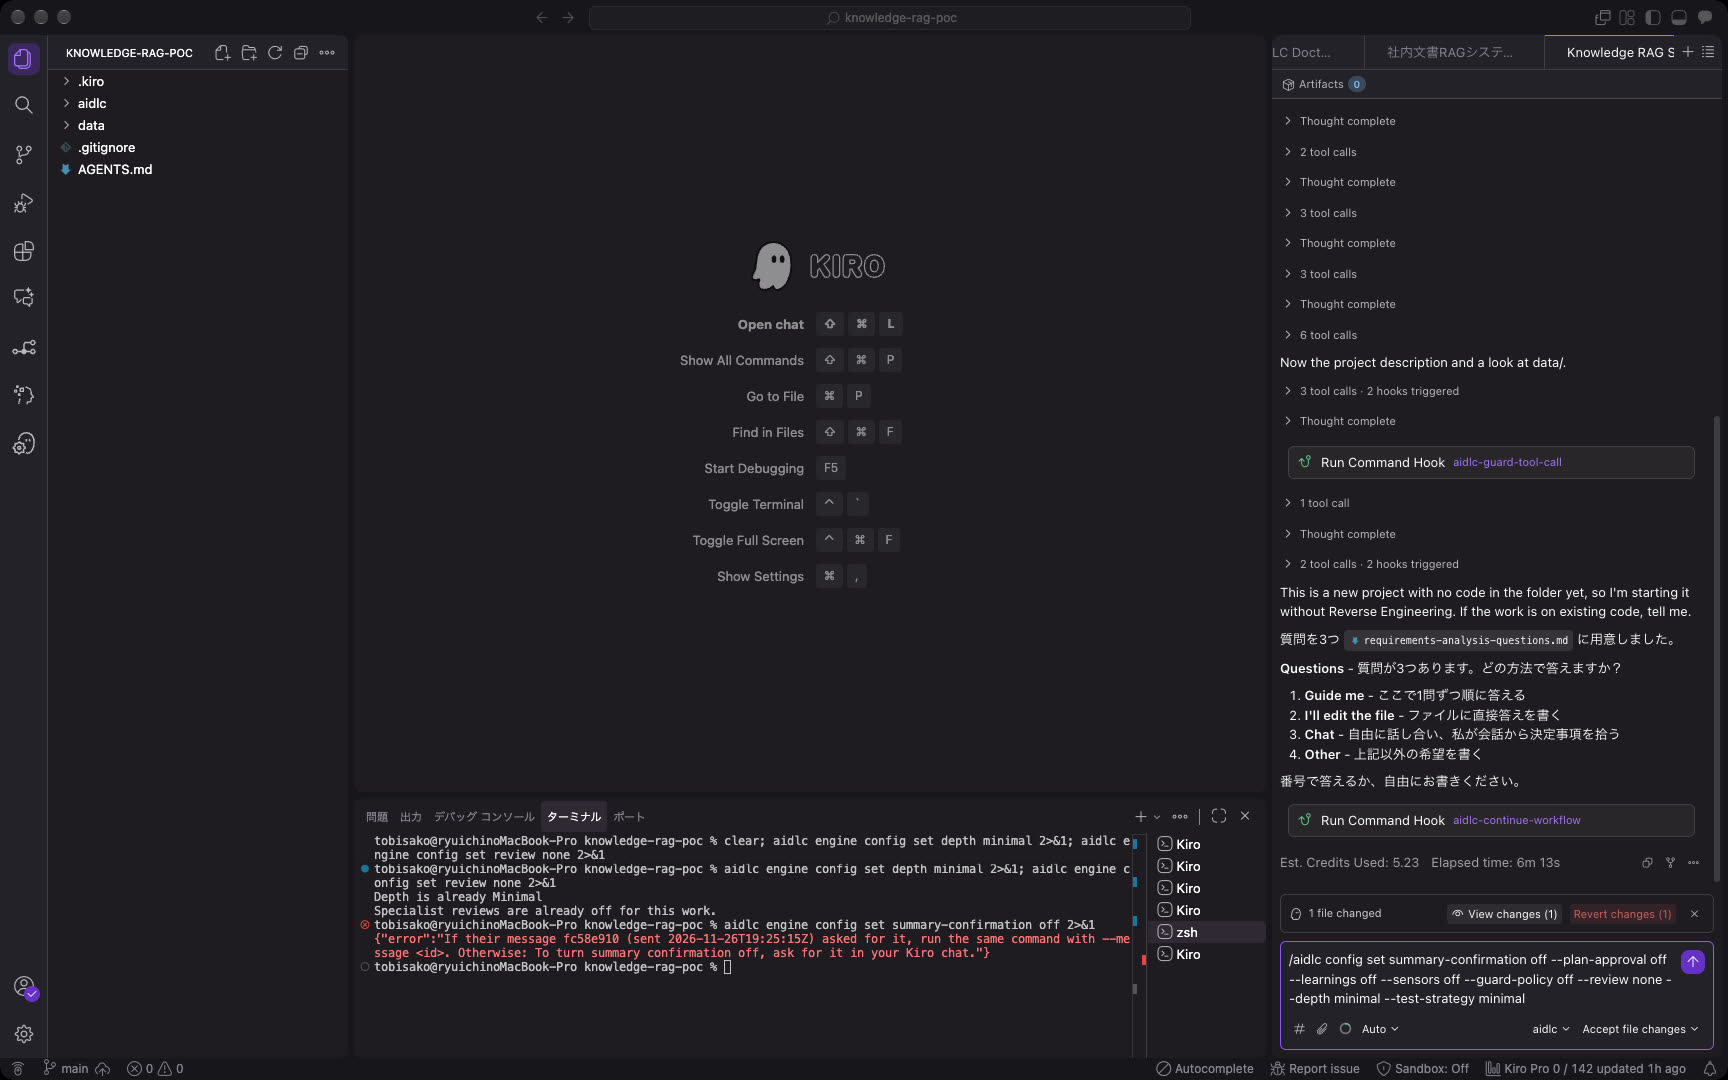 knowledge-rag-poc
KNOWLEDGE-RAG-POC
.kiro
aidlc
data
.gitignore
AGENTS.md
KIRO
Open chat ⇧ ⌘ L
Show All Commands ⇧ ⌘ P
Go to File ⌘ P
Find in Files ⇧ ⌘ F
Start Debugging F5
Toggle Terminal ^ `
Toggle Full Screen ^ ⌘ F
Show Settings ⌘ ,
問題 出力 デバッグ コンソール ターミナル ポート
tobisako@ryuichinoMacBook-Pro knowledge-rag-poc % clear; aidlc engine config set depth minimal 2>&1; aidlc e
ngine config set review none 2>&1
tobisako@ryuichinoMacBook-Pro knowledge-rag-poc % aidlc engine config set depth minimal 2>&1; aidlc engine c
onfig set review none 2>&1
Depth is already Minimal
Specialist reviews are already off for this work.
tobisako@ryuichinoMacBook-Pro knowledge-rag-poc % aidlc engine config set summary-confirmation off 2>&1
{"error":"If their message fc58e910 (sent 2026-11-26T19:25:15Z) asked for it, run the same command with --me
ssage <id>. Otherwise: To turn summary confirmation off, ask for it in your Kiro chat."}
tobisako@ryuichinoMacBook-Pro knowledge-rag-poc %
Kiro
Kiro
Kiro
Kiro
zsh
Kiro
LC Doct... 社内文書RAGシステ... Knowledge RAG S
Artifacts 0
Thought complete
2 tool calls
Thought complete
3 tool calls
Thought complete
3 tool calls
Thought complete
6 tool calls
Now the project description and a look at data/.
3 tool calls · 2 hooks triggered
Thought complete
Run Command Hook aidlc-guard-tool-call
1 tool call
Thought complete
2 tool calls · 2 hooks triggered
This is a new project with no code in the folder yet, so I'm starting it
without Reverse Engineering. If the work is on existing code, tell me.
質問を3つ requirements-analysis-questions.md に用意しました。
Questions - 質問が3つあります。どの方法で答えますか？
1. Guide me - ここで1問ずつ順に答える
2. I'll edit the file - ファイルに直接答えを書く
3. Chat - 自由に話し合い、私が会話から決定事項を拾う
4. Other - 上記以外の希望を書く
番号で答えるか、自由にお書きください。
Run Command Hook aidlc-continue-workflow
Est. Credits Used: 5.23 Elapsed time: 6m 13s
1 file changed View changes (1) Revert changes (1)
/aidlc config set summary-confirmation off --plan-approval off
--learnings off --sensors off --guard-policy off --review none -
-depth minimal --test-strategy minimal
# Auto aidlc Accept file changes
main 0 0 Autocomplete Report issue Sandbox: Off Kiro Pro 0 / 142 updated 1h ago